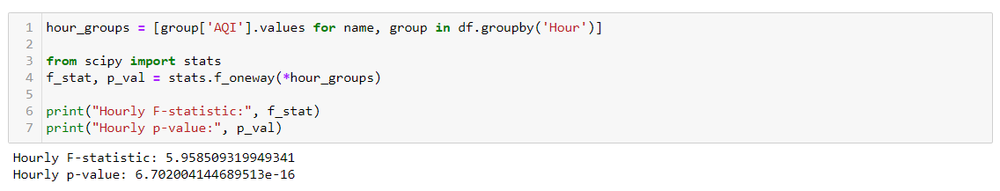 1 hour_groups = [group['AQI'].values for name, group in df.groupby('Hour')]
2
3 from scipy import stats
4 f_stat, p_val = stats.f_oneway(*hour_groups)
5
6 print("Hourly F-statistic:", f_stat)
7 print("Hourly p-value:", p_val)
Hourly F-statistic: 5.958509319949341
Hourly p-value: 6.702004144689513e-16